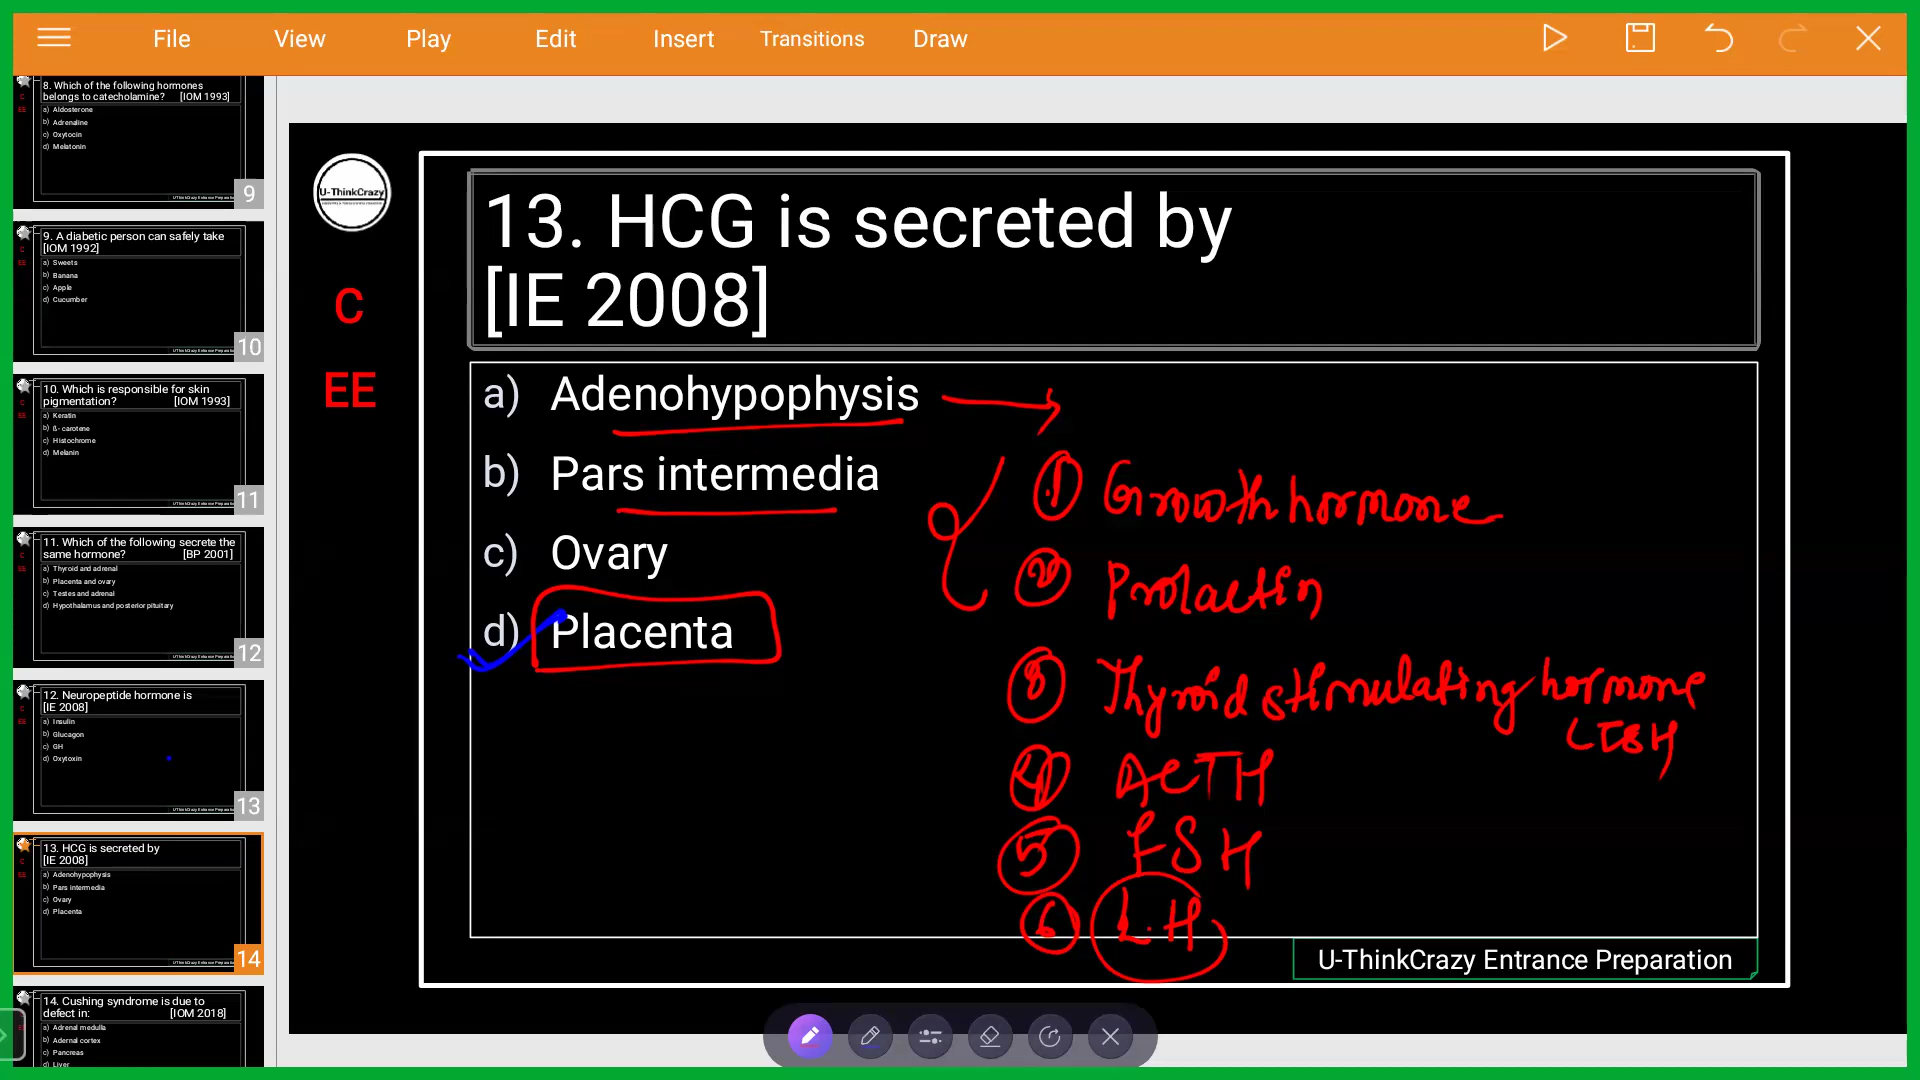 File View Play Edit Insert Transitions Draw
8. Which of the following hormones
belongs to catecholamine? [IOM 1993]
a) Aldosterone
b) Adrenaline
c) Oxytocin
d) Melatonin
9
9. A diabetic person can safely take
[IOM 1992]
a) Sweets
b) Banana
c) Apple
d) Cucumber
10
10. Which is responsible for skin
pigmentation? [IOM 1993]
a) Keratin
b) ß- carotene
c) Histochrome
d) Melanin
11
11. Which of the following secrete the
same hormone? [BP 2001]
a) Thyroid and adrenal
b) Placenta and ovary
c) Testes and adrenal
d) Hypothalamus and posterior pituitary
12
12. Neuropeptide hormone is
[IE 2008]
a) Insulin
b) Glucagon
c) GH
d) Oxytoxin
13
13. HCG is secreted by
[IE 2008]
a) Adenohypophysis
b) Pars intermedia
c) Ovary
d) Placenta
14
14. Cushing syndrome is due to
defect in: [IOM 2018]
a) Adrenal medulla
b) Adernal cortex
c) Pancreas
d) Liver
U-ThinkCrazy
C
EE
13. HCG is secreted by
[IE 2008]
a) Adenohypophysis
b) Pars intermedia
c) Ovary
d) Placenta
1 Growth hormone
2 Prolactin
3 Thyroid stimulating hormone
(TSH
4 ACTH
5 FSH
6 L.H
U-ThinkCrazy Entrance Preparation